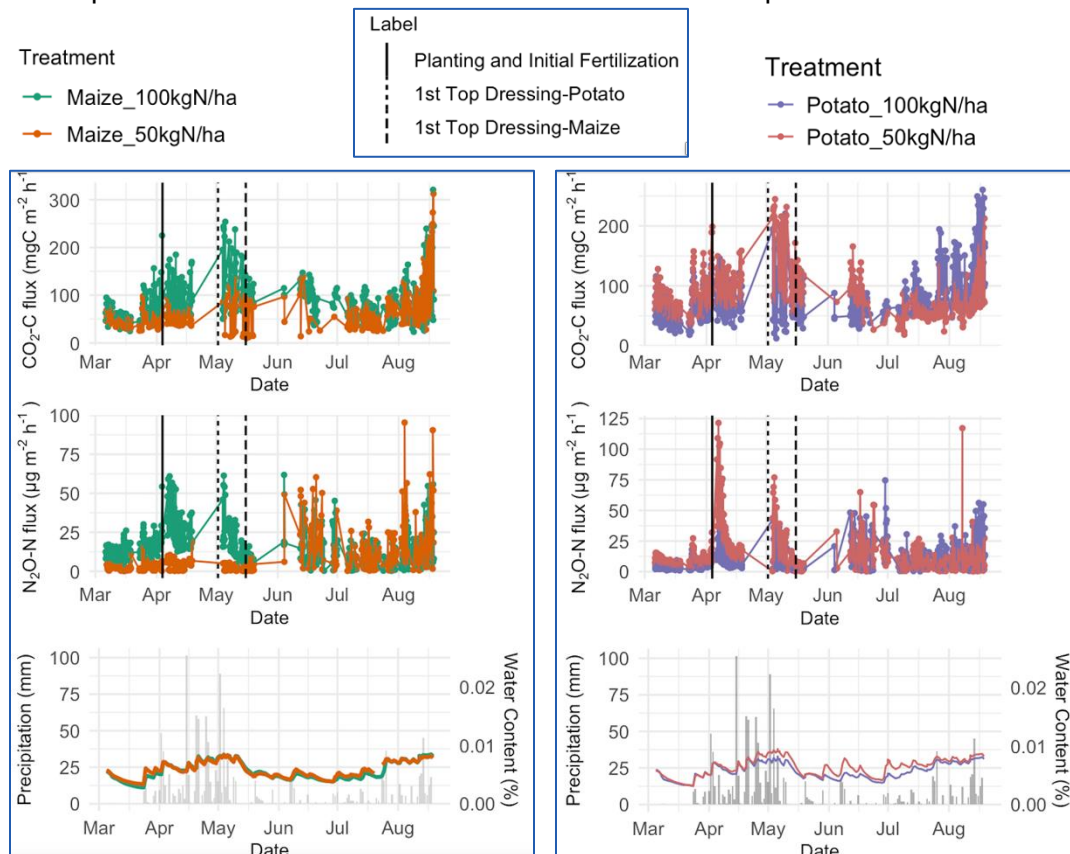 Label
Planting and Initial Fertilization
1st Top Dressing-Potato
1st Top Dressing-Maize
Treatment
Maize_100kgN/ha
Maize_50kgN/ha
Treatment
Potato_100kgN/ha
Potato_50kgN/ha
CO₂-C flux (mgC m⁻² h⁻¹)
300
200
100
0
Mar Apr May Jun Jul Aug
Date
N₂O-N flux (µg m⁻² h⁻¹ )
100
75
50
25
0
Mar Apr May Jun Jul Aug
Date
Precipitation (mm)
100
75
50
25
0
Water Content (%)
0.02
0.01
0.00
Mar Apr May Jun Jul Aug
Date
CO₂-C flux (mgC m⁻² h⁻¹)
200
100
0
Mar Apr May Jun Jul Aug
Date
N₂O-N flux (µg m⁻² h⁻¹ )
125
100
75
50
25
0
Mar Apr May Jun Jul Aug
Date
Precipitation (mm)
100
75
50
25
0
Water Content (%)
0.02
0.01
0.00
Mar Apr May Jun Jul Aug
Date